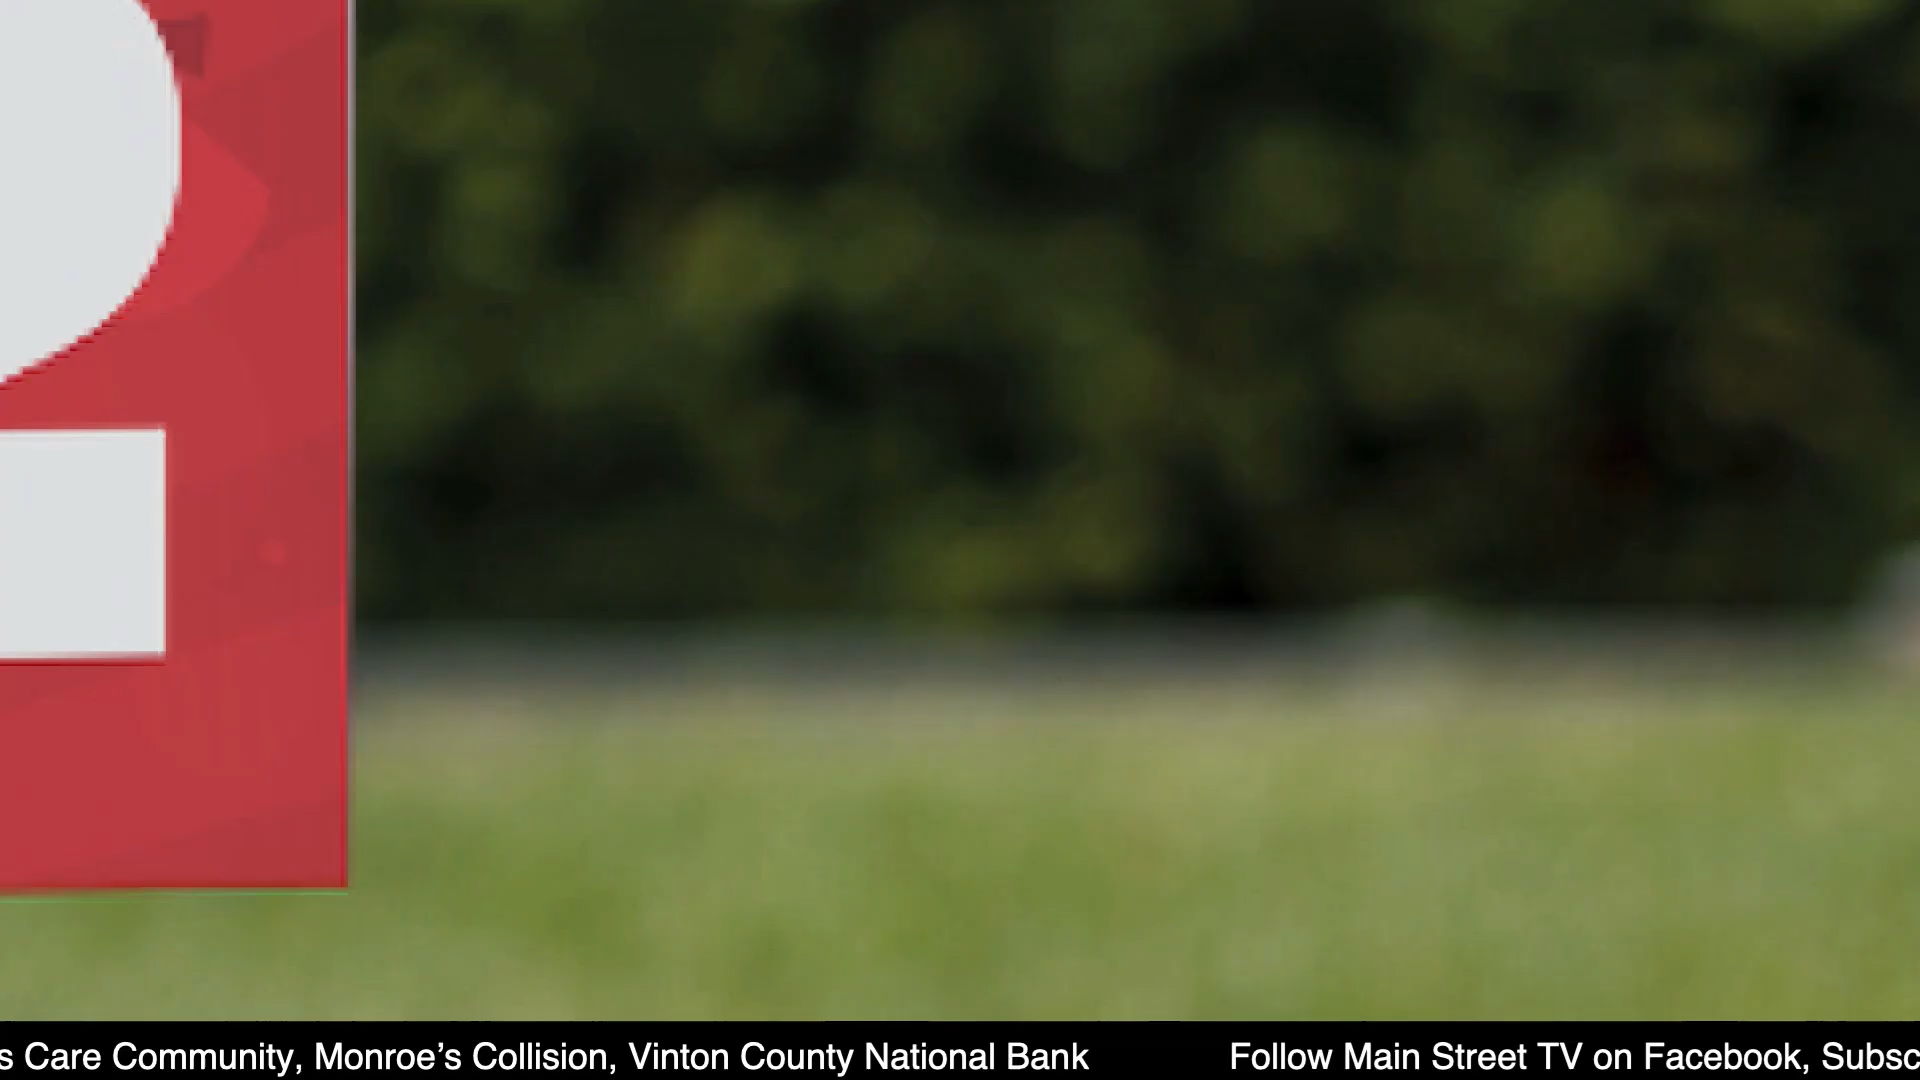 s Care Community, Monroe’s Collision, Vinton County National Bank Follow Main Street TV on Facebook, Subsc